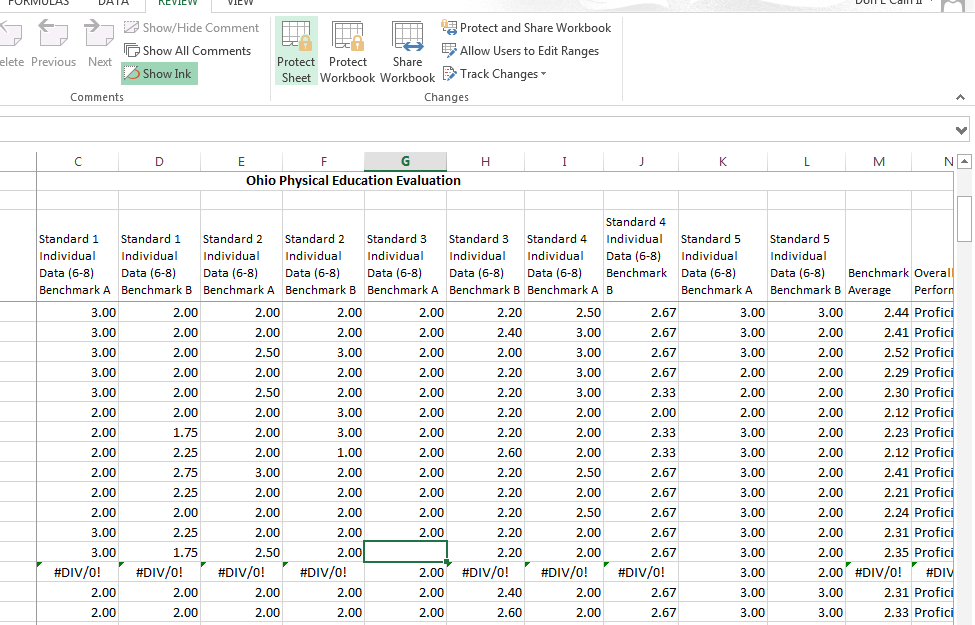 FORMULAS DATA REVIEW VIEW Don E Cain II
Show/Hide Comment Protect and Share Workbook
Show All Comments Allow Users to Edit Ranges
elete Previous Next Show Ink Protect Sheet Protect Workbook Share Workbook Track Changes
Comments Changes
C D E F G H I J K L M N
Ohio Physical Education Evaluation
Standard 1 Individual Data (6-8) Benchmark A Standard 1 Individual Data (6-8) Benchmark B Standard 2 Individual Data (6-8) Benchmark A Standard 2 Individual Data (6-8) Benchmark B Standard 3 Individual Data (6-8) Benchmark A Standard 3 Individual Data (6-8) Benchmark B Standard 4 Individual Data (6-8) Benchmark A Standard 4 Individual Data (6-8) Benchmark B Standard 5 Individual Data (6-8) Benchmark A Standard 5 Individual Data (6-8) Benchmark B Benchmark Average Overall Perforn
3.00 2.00 2.00 2.00 2.00 2.20 2.50 2.67 3.00 3.00 2.44 Profici
3.00 2.00 2.00 2.00 2.00 2.40 3.00 2.67 3.00 2.00 2.41 Profici
3.00 2.00 2.50 3.00 2.00 2.00 3.00 2.67 3.00 2.00 2.52 Profici
3.00 2.00 2.00 2.00 2.00 2.20 3.00 2.67 2.00 2.00 2.29 Profici
3.00 2.00 2.50 2.00 2.00 2.20 3.00 2.33 2.00 2.00 2.30 Profici
2.00 2.00 2.00 3.00 2.00 2.20 2.00 2.00 2.00 2.00 2.12 Profici
2.00 1.75 2.00 3.00 2.00 2.20 2.00 2.33 3.00 2.00 2.23 Profici
2.00 2.25 2.00 1.00 2.00 2.60 2.00 2.33 3.00 2.00 2.12 Profici
2.00 2.75 3.00 2.00 2.00 2.20 2.50 2.67 3.00 2.00 2.41 Profici
2.00 2.25 2.00 2.00 2.00 2.20 2.00 2.67 3.00 2.00 2.21 Profici
2.00 2.00 2.00 2.00 2.00 2.20 2.50 2.67 3.00 2.00 2.24 Profici
3.00 2.25 2.00 2.00 2.00 2.20 2.00 2.67 3.00 2.00 2.31 Profici
3.00 1.75 2.50 2.00 2.20 2.00 2.67 3.00 2.00 2.35 Profici
#DIV/0! #DIV/0! #DIV/0! #DIV/0! 2.00 #DIV/0! #DIV/0! #DIV/0! 3.00 2.00 #DIV/0! #DIV
2.00 2.00 2.00 2.00 2.00 2.40 2.00 2.67 3.00 3.00 2.31 Profici
2.00 2.00 2.00 2.00 2.00 2.60 2.00 2.67 3.00 3.00 2.33 Profici